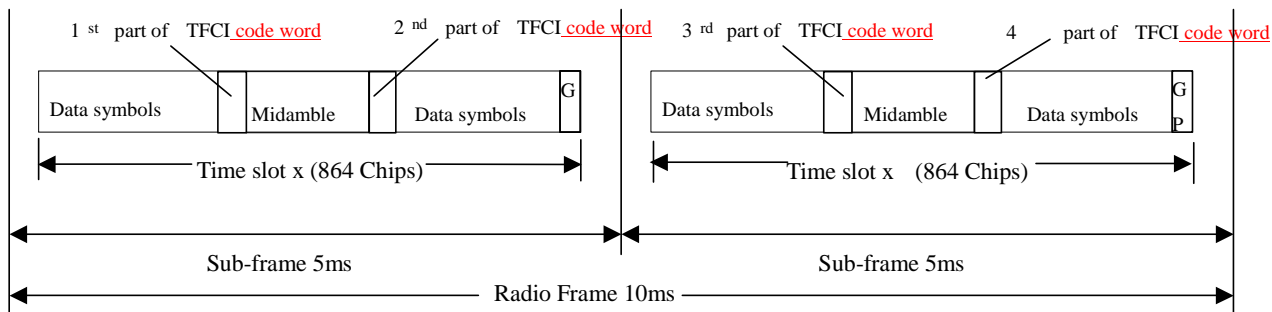 1 st part of TFCI code word 2 nd part of TFCI code word 3 rd part of TFCI code word 4 part of TFCI code word
Data symbols Midamble Data symbols G Data symbols Midamble Data symbols G
P
Time slot x (864 Chips) Time slot x (864 Chips)
Sub-frame 5ms Sub-frame 5ms
Radio Frame 10ms